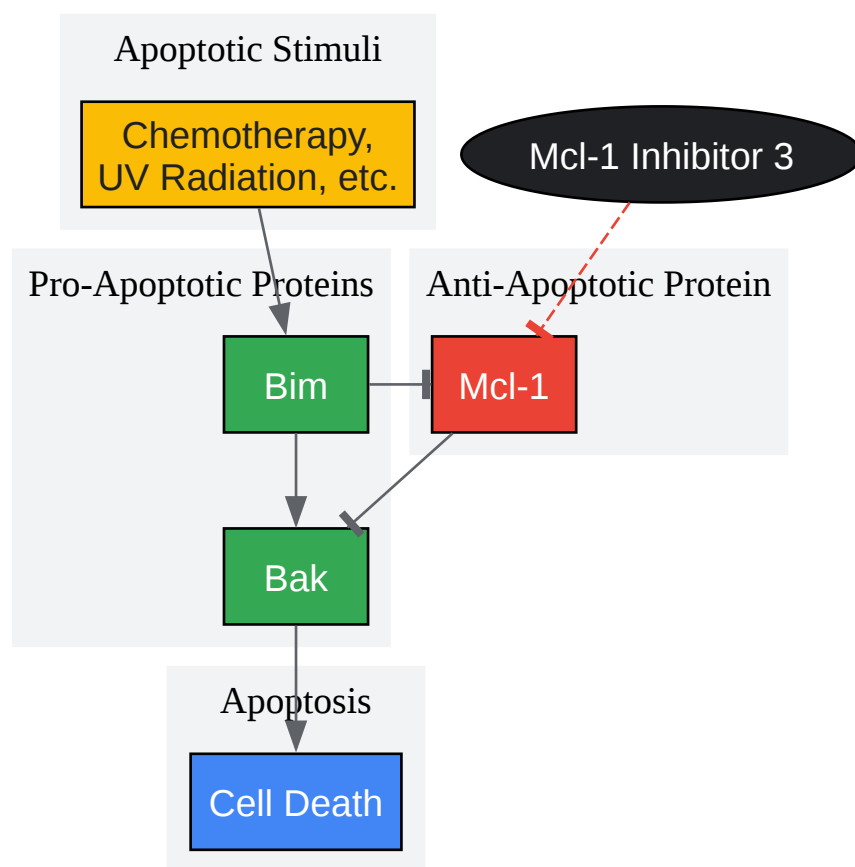 Apoptotic Stimuli
Chemotherapy,
UV Radiation, etc.
Mcl-1 Inhibitor 3
Pro-Apoptotic Proteins
Anti-Apoptotic Protein
Bim
Mcl-1
Bak
Apoptosis
Cell Death